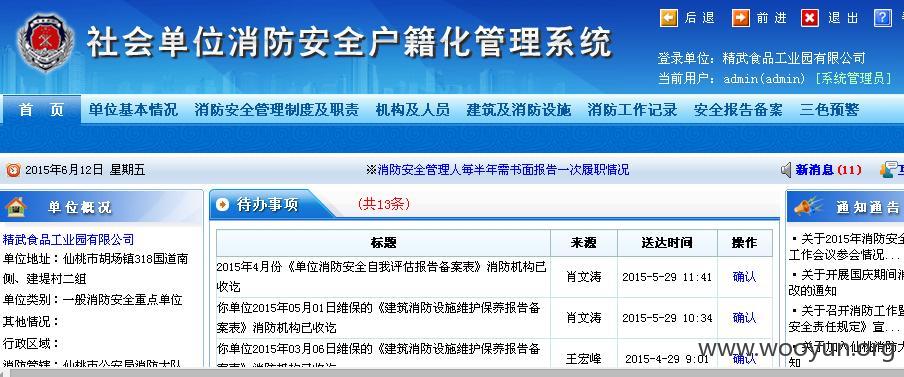 社会单位消防安全户籍化管理系统
后退 前进 退出
登录单位：精武食品工业园有限公司
当前用户：admin(admin) [系统管理员]
首 页 单位基本情况 消防安全管理制度及职责 机构及人员 建筑及消防设施 消防工作记录 安全报告备案 三色预警
2015年6月12日 星期五 ※消防安全管理人每半年需书面报告一次履职情况 新消息 (11)
单位概况
精武食品工业园有限公司
单位地址：仙桃市胡场镇318国道南
侧、建堤村二组
单位类别：一般消防安全重点单位
其他情况：
行政区域：
消防管辖：仙桃市公安局消防大队
待办事项 (共13条)
标题 来源 送达时间 操作
2015年4月份《单位消防安全自我评估报告备案表》消防机构已
收讫
肖文涛 2015-5-29 11:41 确认
你单位2015年05月01日维保的《建筑消防设施维护保养报告备
案表》消防机构已收讫
肖文涛 2015-5-29 10:34 确认
你单位2015年03月06日维保的《建筑消防设施维护保养报告备
案表》消防机构已收讫
王宏峰 2015-4-29 9:01 确认
通知通告
·关于2015年消防安全
工作会议参会情况...
·关于开展国庆期间消
改的通知
·关于召开消防工作暨
安全责任规定》宣...
·关于加入仙桃消防大
知
www.wooyun.org